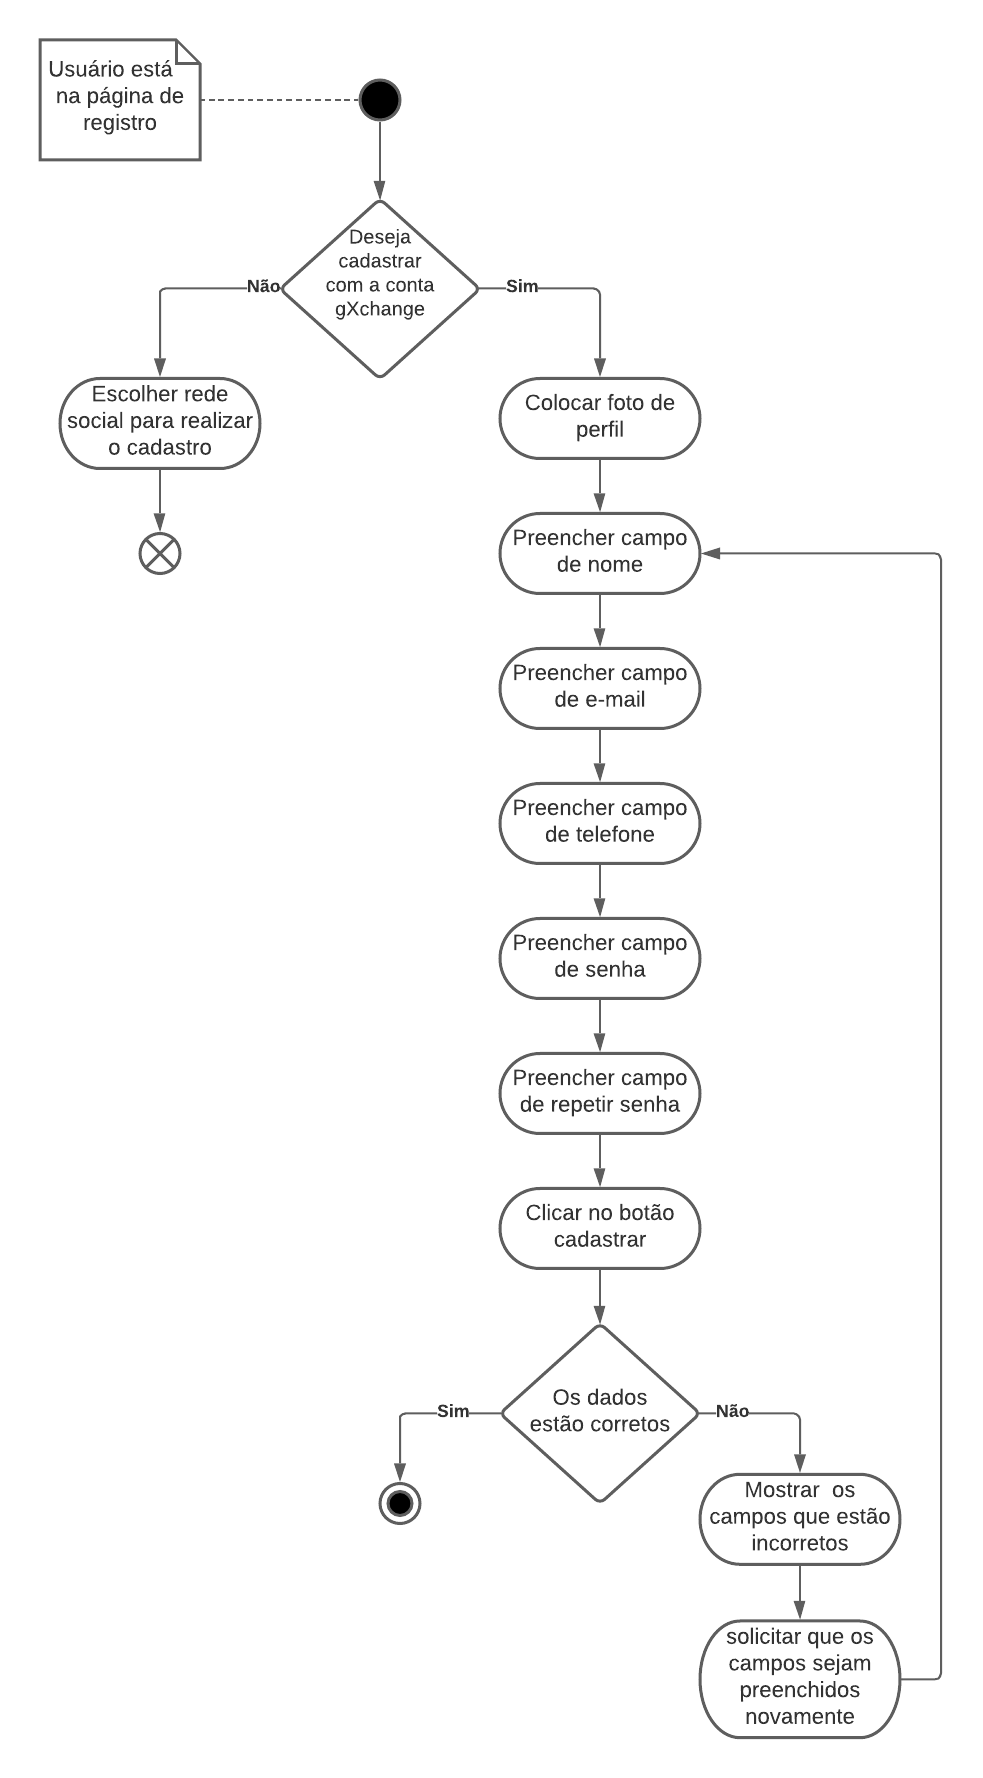 Usuário está
na página de
registro
Deseja
cadastrar
com a conta
gXchange
Não
Sim
Escolher rede
social para realizar
o cadastro
Colocar foto de
perfil
Preencher campo
de nome
Preencher campo
de e-mail
Preencher campo
de telefone
Preencher campo
de senha
Preencher campo
de repetir senha
Clicar no botão
cadastrar
Os dados
estão corretos
Sim
Não
Mostrar  os
campos que estão
incorretos
solicitar que os
campos sejam
preenchidos
novamente